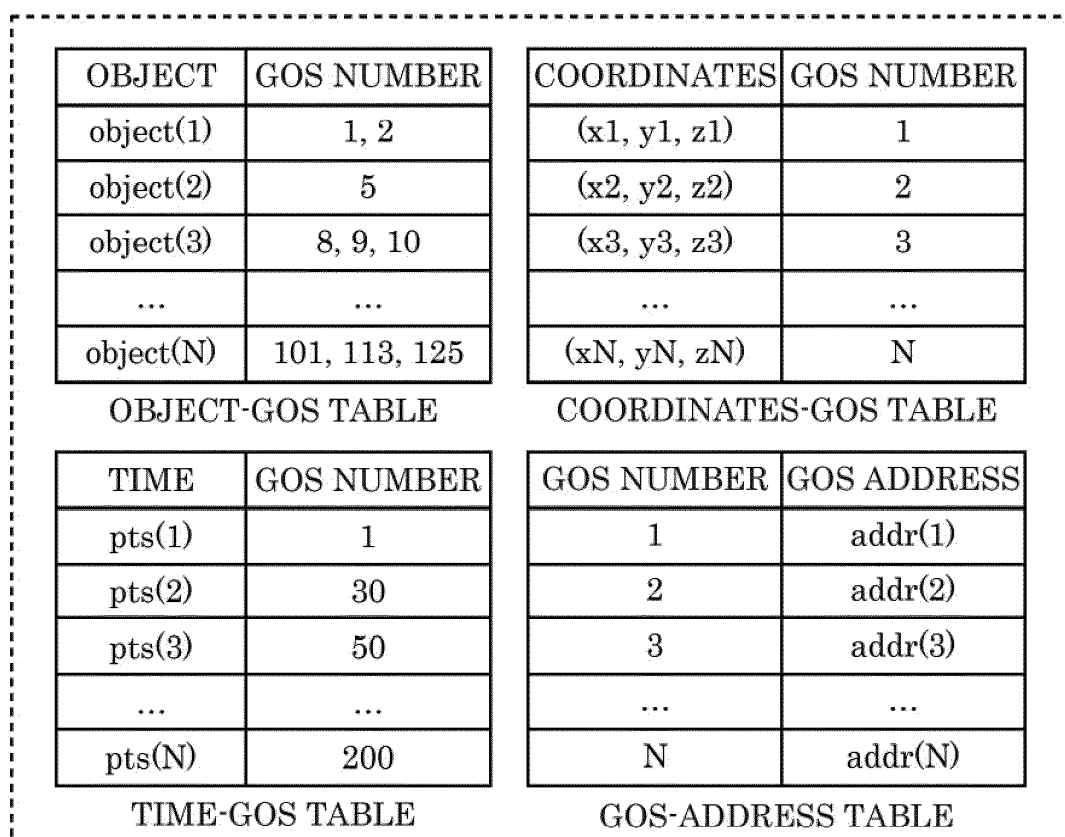 OBJECT GOS NUMBER
object(1) 1, 2
object(2) 5
object(3) 8, 9, 10
... ...
object(N) 101, 113, 125
OBJECT-GOS TABLE
COORDINATES GOS NUMBER
(x1, y1, z1) 1
(x2, y2, z2) 2
(x3, y3, z3) 3
... ...
(xN, yN, zN) N
COORDINATES-GOS TABLE
TIME GOS NUMBER
pts(1) 1
pts(2) 30
pts(3) 50
... ...
pts(N) 200
TIME-GOS TABLE
GOS NUMBER GOS ADDRESS
1 addr(1)
2 addr(2)
3 addr(3)
... ...
N addr(N)
GOS-ADDRESS TABLE